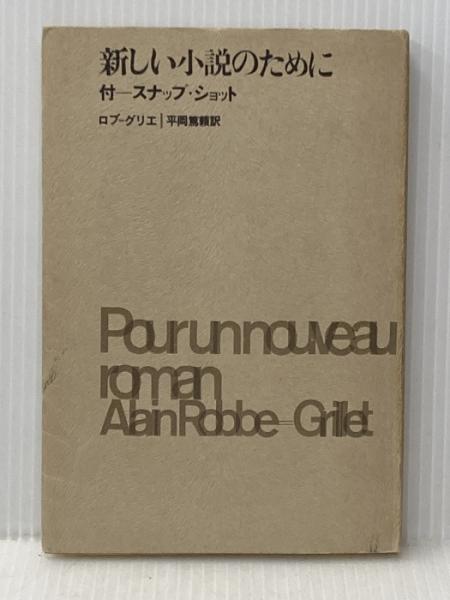 新しい小説のために
付―スナップ・ショット
ロブ=グリエ|平岡篤頼訳
Pour un nouveau
roman
Alain Robbe=Grillet